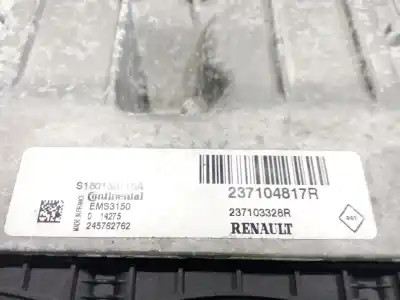 Continental
EMS3150
D 14275
245762762
MADE IN FRANCE
237104817R
237103328R
RENAULT